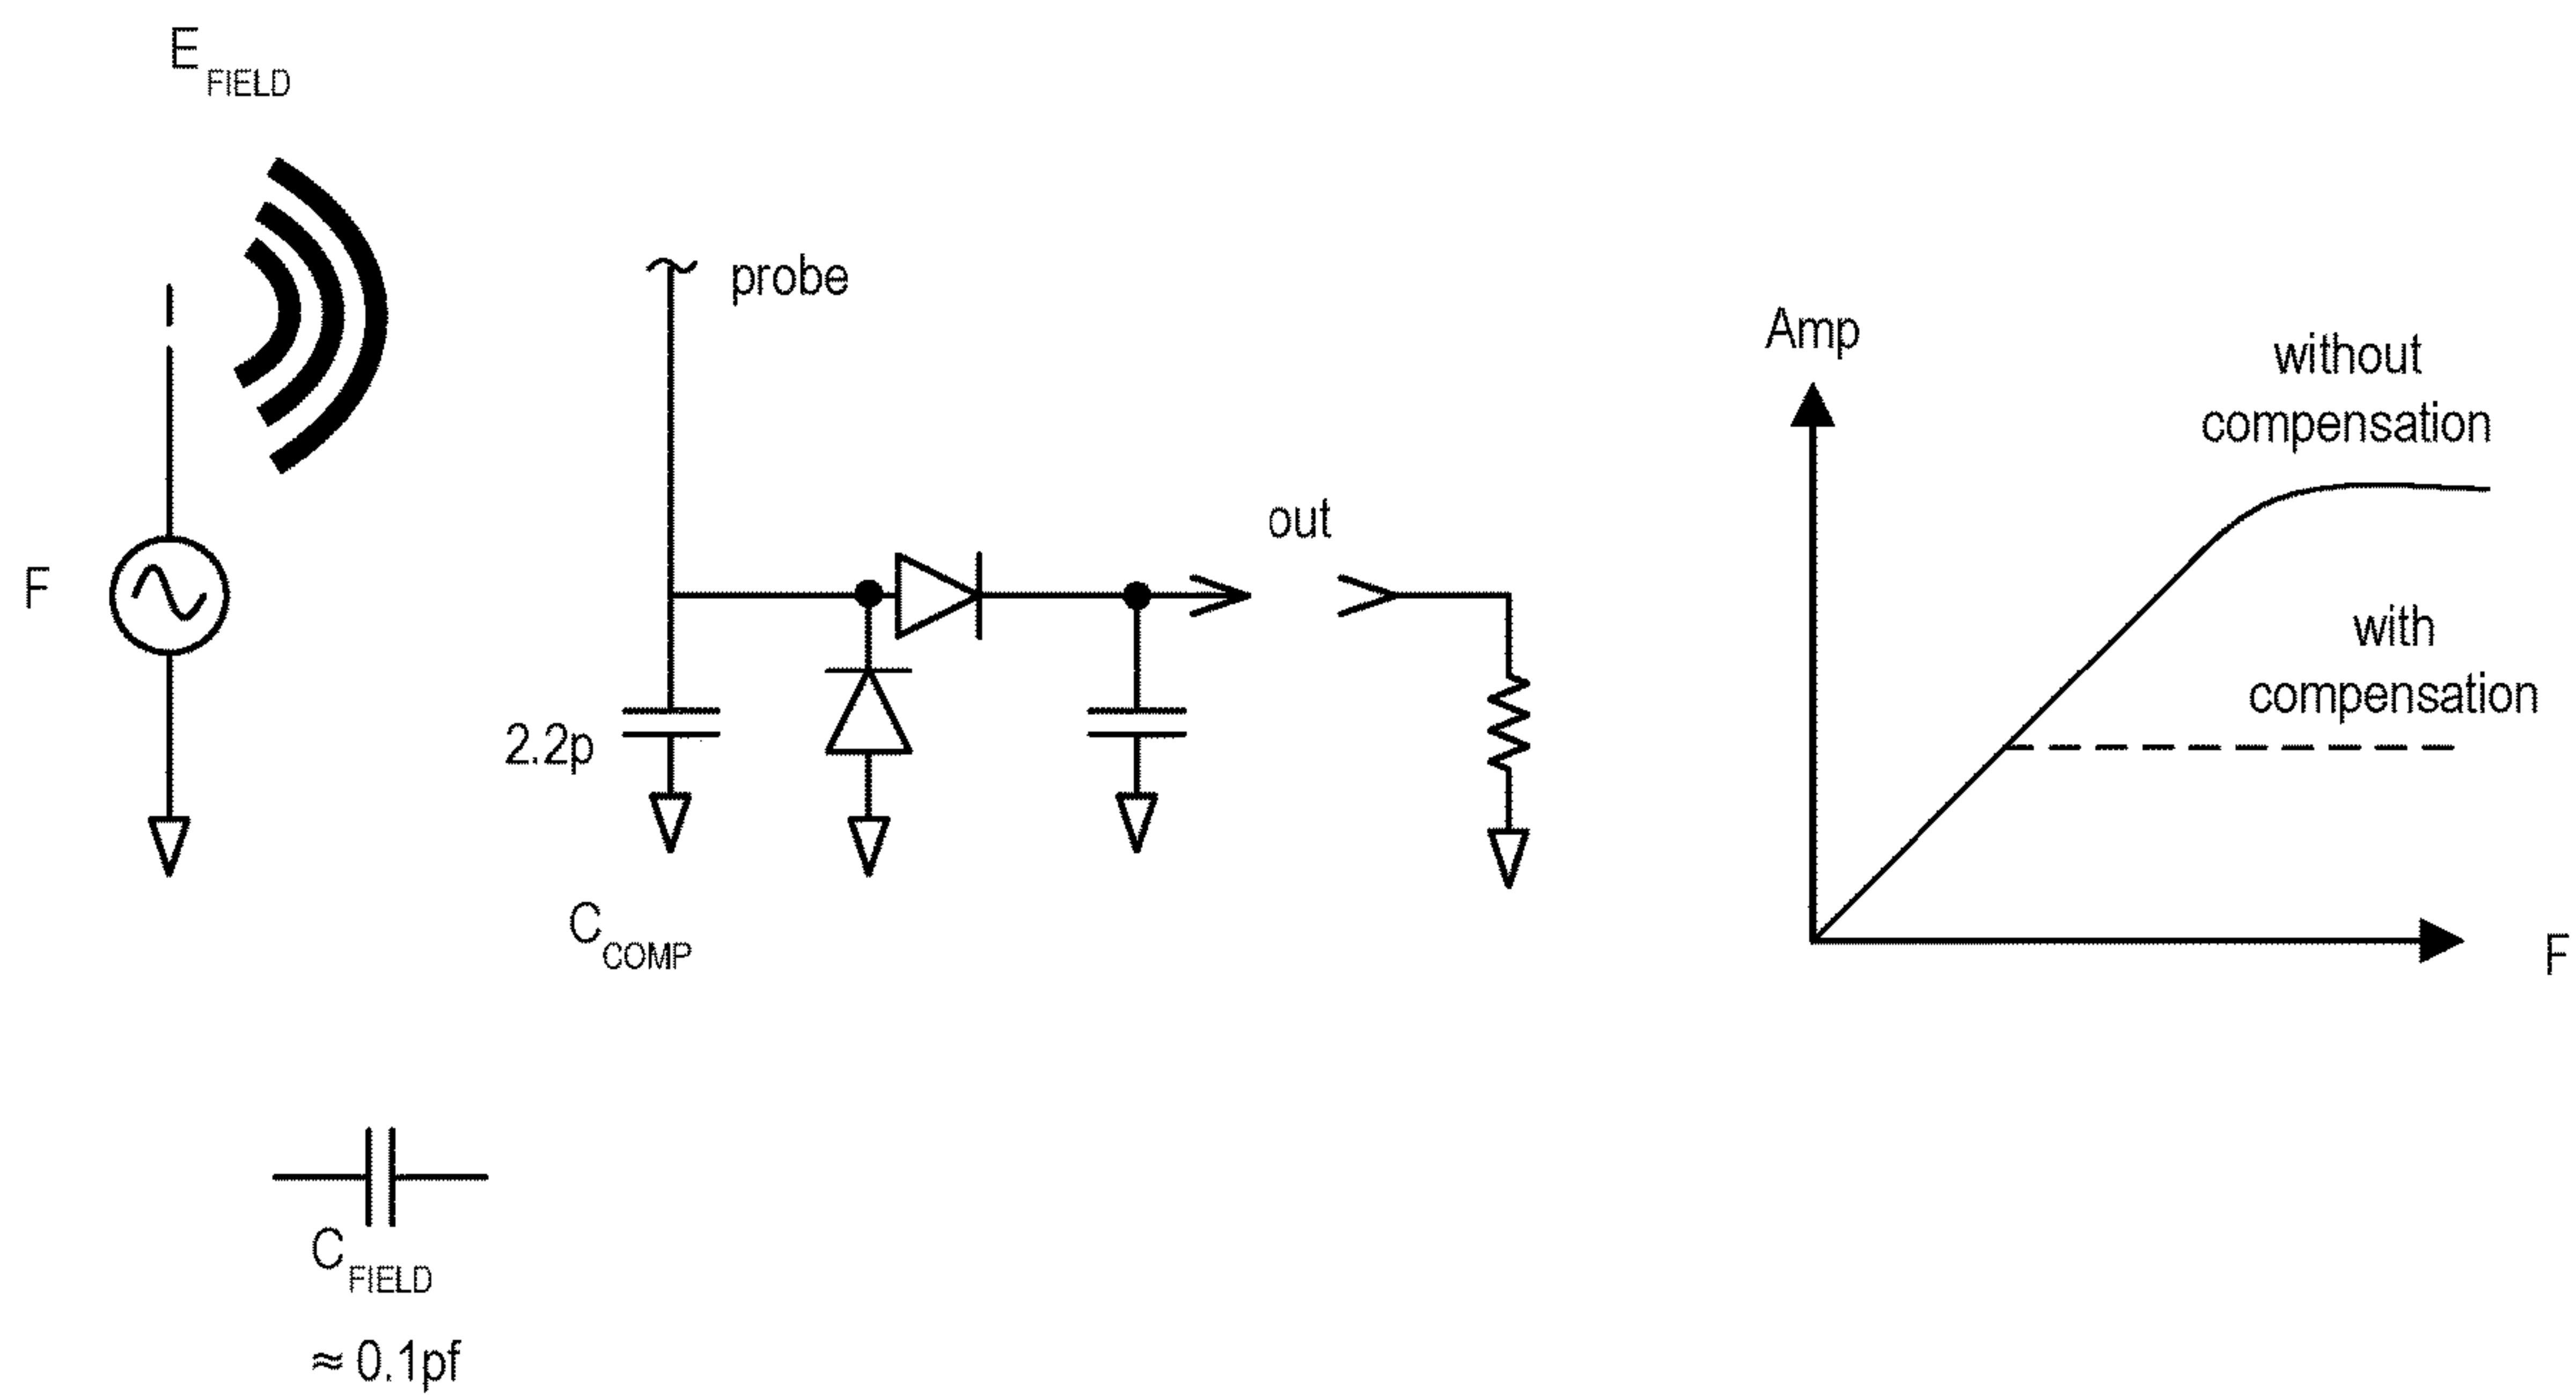 E FIELD
probe
F
out
2.2p
C COMP
C FIELD
≈ 0.1pf
Amp
without
compensation
with
compensation
F